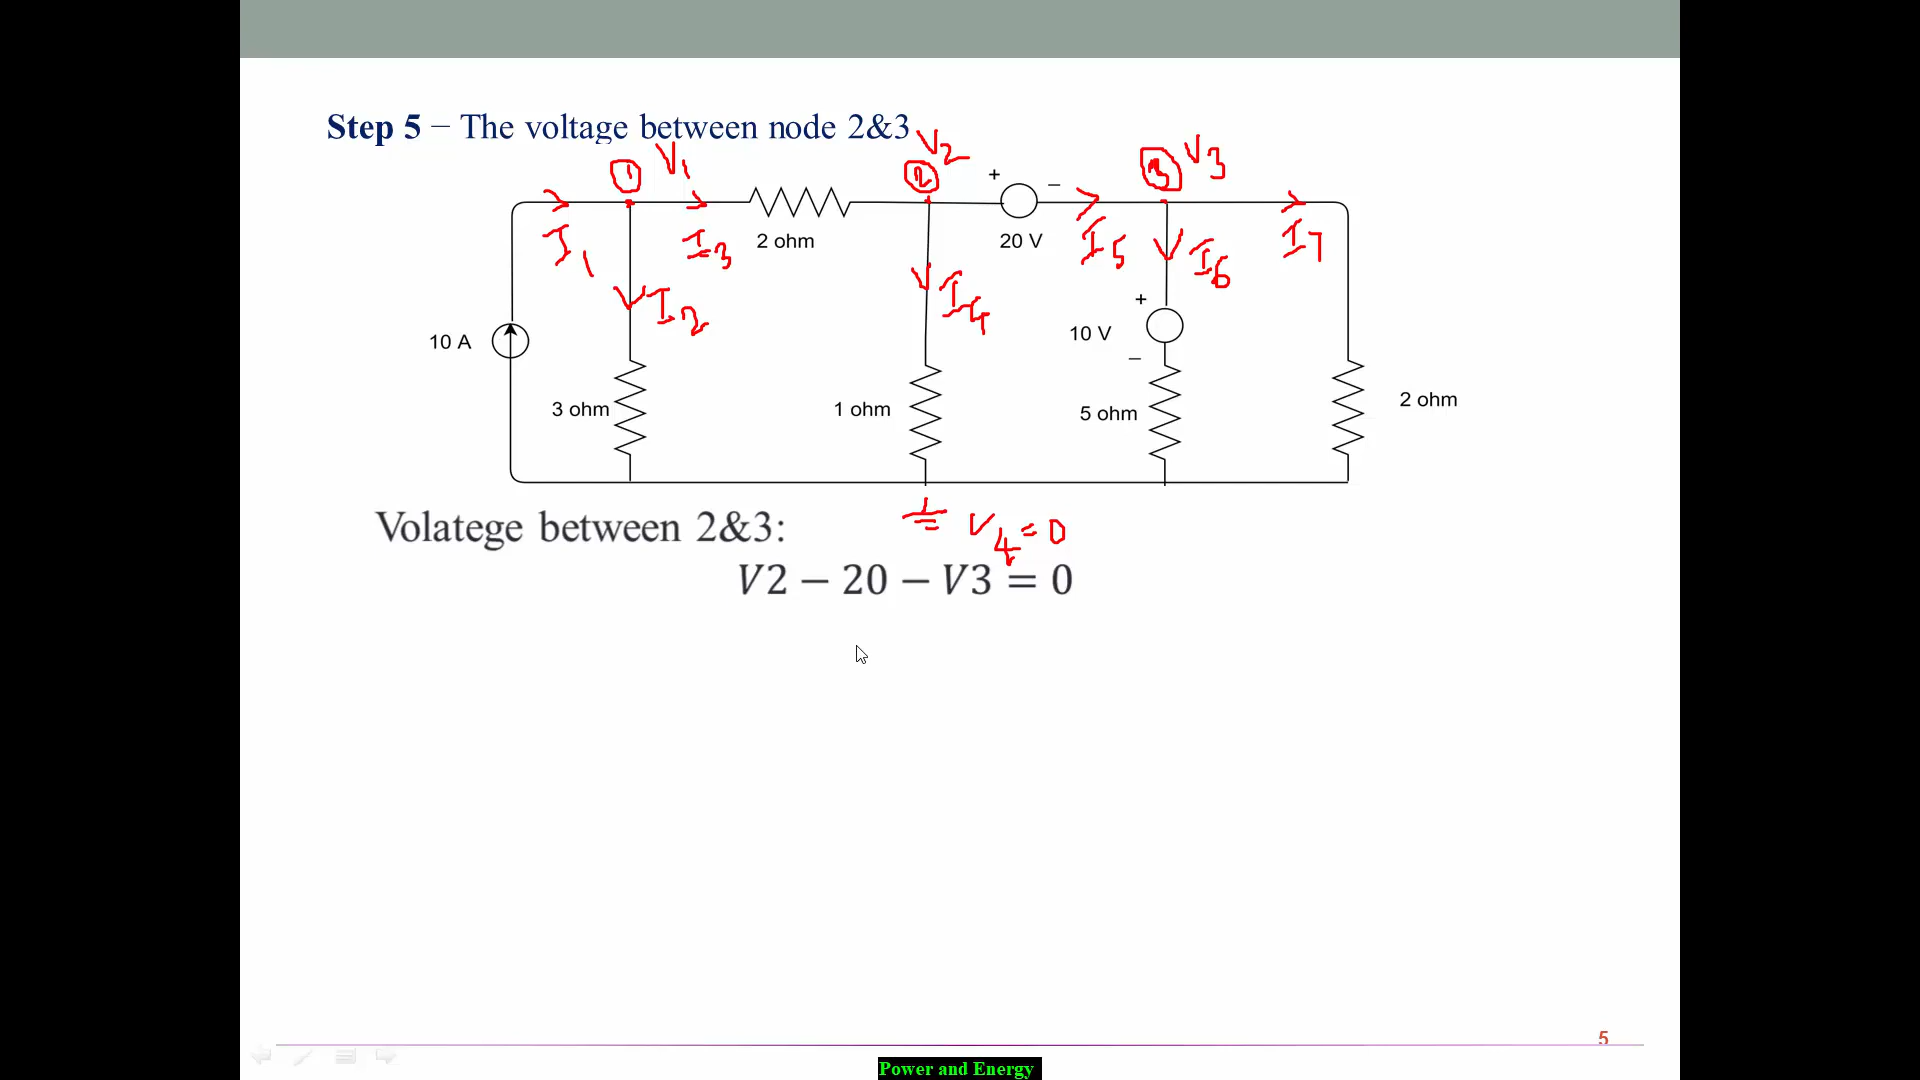 Step 5 − The voltage between node 2&3
V1
V2
V3
1
2
3
+
−
I1
I3
2 ohm
20 V
I5
I6
I7
I2
I4
+
10 A
10 V
−
3 ohm
1 ohm
5 ohm
2 ohm
V4 = 0
Volatege between 2&3:
V2 − 20 − V3 = 0
5
Power and Energy